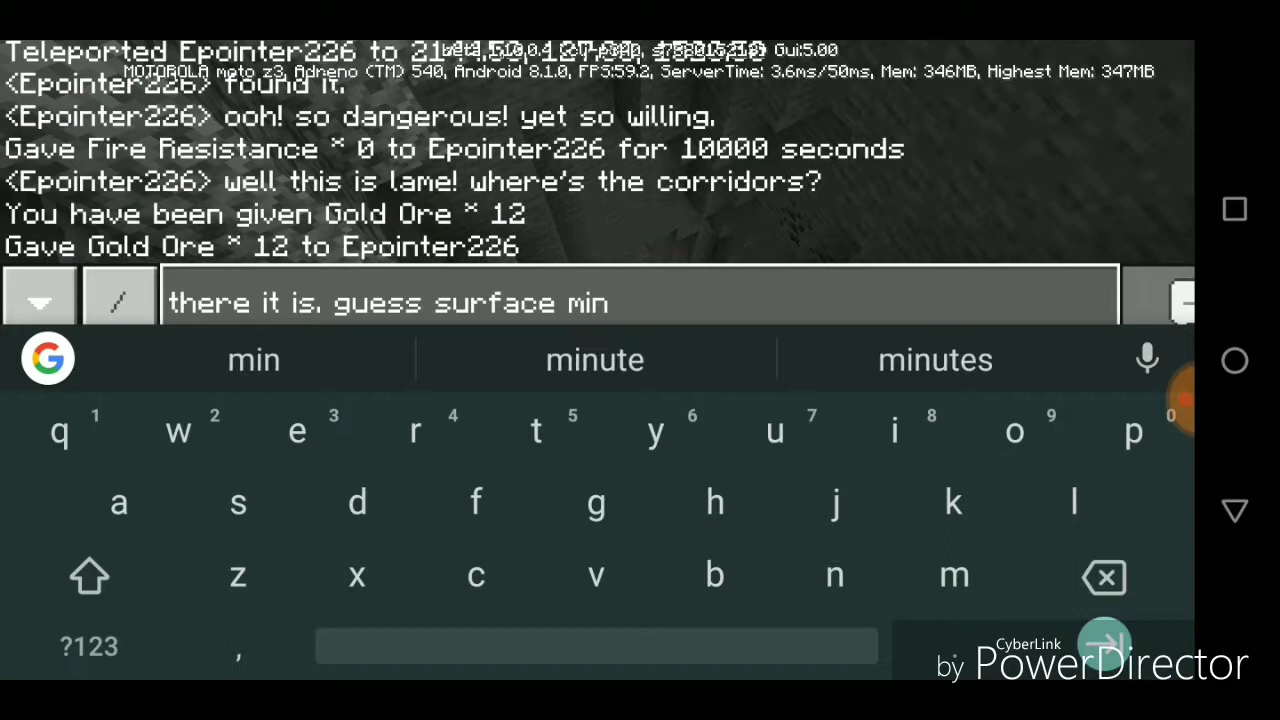 Teleported Epointer226 to
Gui:5.00
MOTOROLA moto z3, Adreno (TM) 540, Android 8.1.0, FPS:59.2, ServerTime: 3.6ms/50ms, Mem: 346MB, Highest Mem: 347MB
<Epointer226> found it.
<Epointer226> ooh! so dangerous! yet so willing.
Gave Fire Resistance * 0 to Epointer226 for 10000 seconds
<Epointer226> well this is lame! where's the corridors?
You have been given Gold Ore * 12
Gave Gold Ore * 12 to Epointer226
/ there it is. guess surface min
G min minute minutes
q 1 w 2 e 3 r 4 t 5 y 6 u 7 i 8 o 9 p 0
a s d f g h j k l
z x c v b n m
?123 , .
CyberLink
by PowerDirector